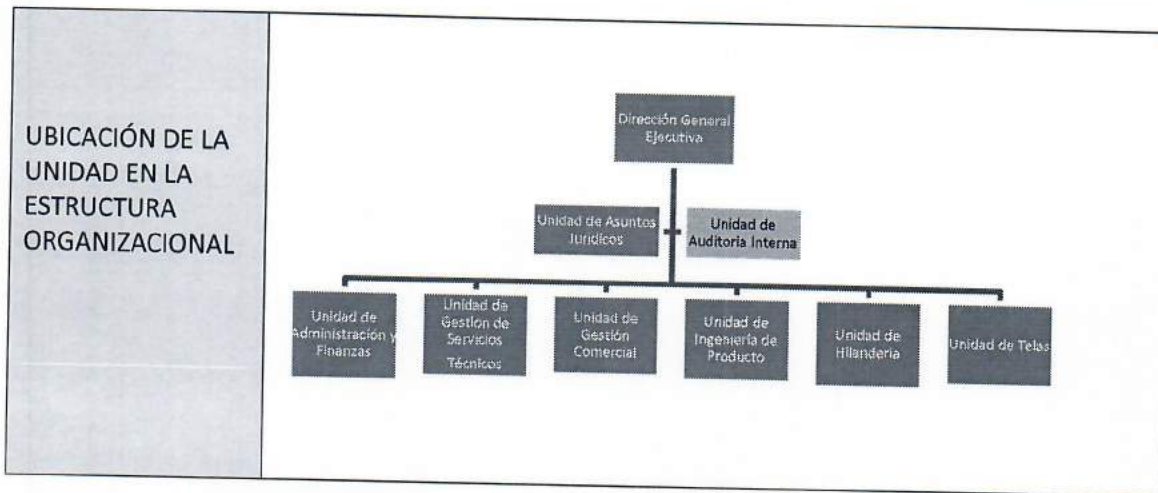 UBICACIÓN DE LA
UNIDAD EN LA
ESTRUCTURA
ORGANIZACIONAL
Dirección General
Ejecutiva
Unidad de Asuntos
Jurídicos
Unidad de
Auditoria Interna
Unidad de
Administración y
Finanzas
Unidad de
Gestión de
Servicios
Técnicos
Unidad de
Gestión
Comercial
Unidad de
Ingeniería de
Producto
Unidad de
Hilandería
Unidad de Telas